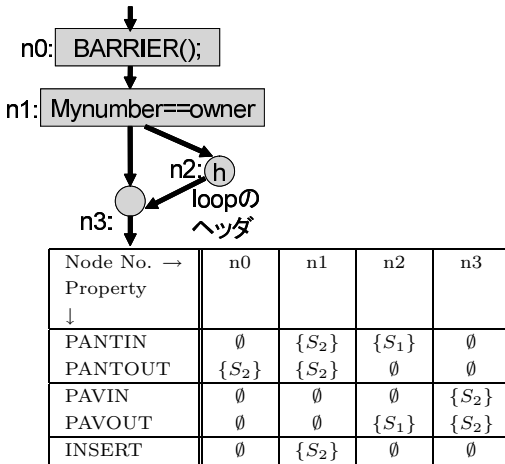 n0: BARRIER();
n1: Mynumber==owner
n2: h
loopの
ヘッダ
n3:
Node No. → n0 n1 n2 n3
Property
↓
PANTIN ∅ {S₂} {S₁} ∅
PANTOUT {S₂} {S₂} ∅ ∅
PAVIN ∅ ∅ ∅ {S₂}
PAVOUT ∅ ∅ {S₁} {S₂}
INSERT ∅ {S₂} ∅ ∅